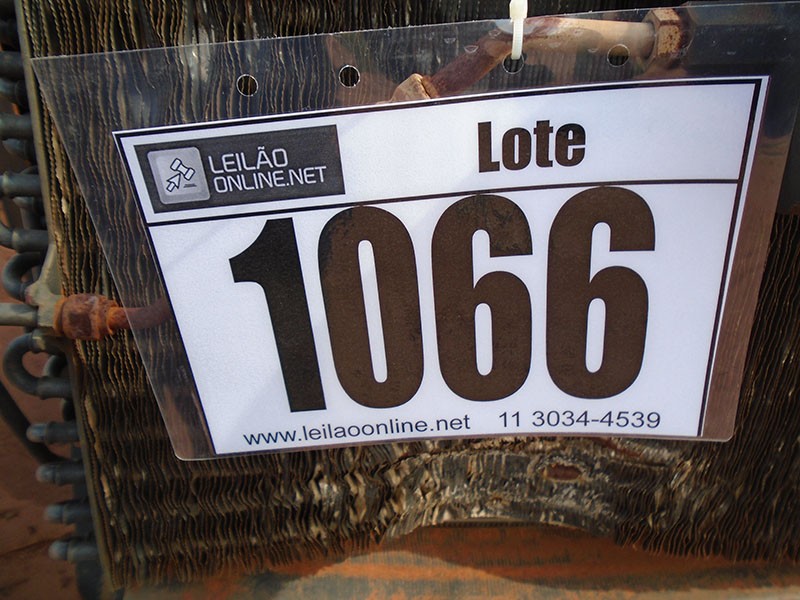 LEILÃO
ONLINE.NET
Lote
1066
www.leilaoonline.net 11 3034-4539